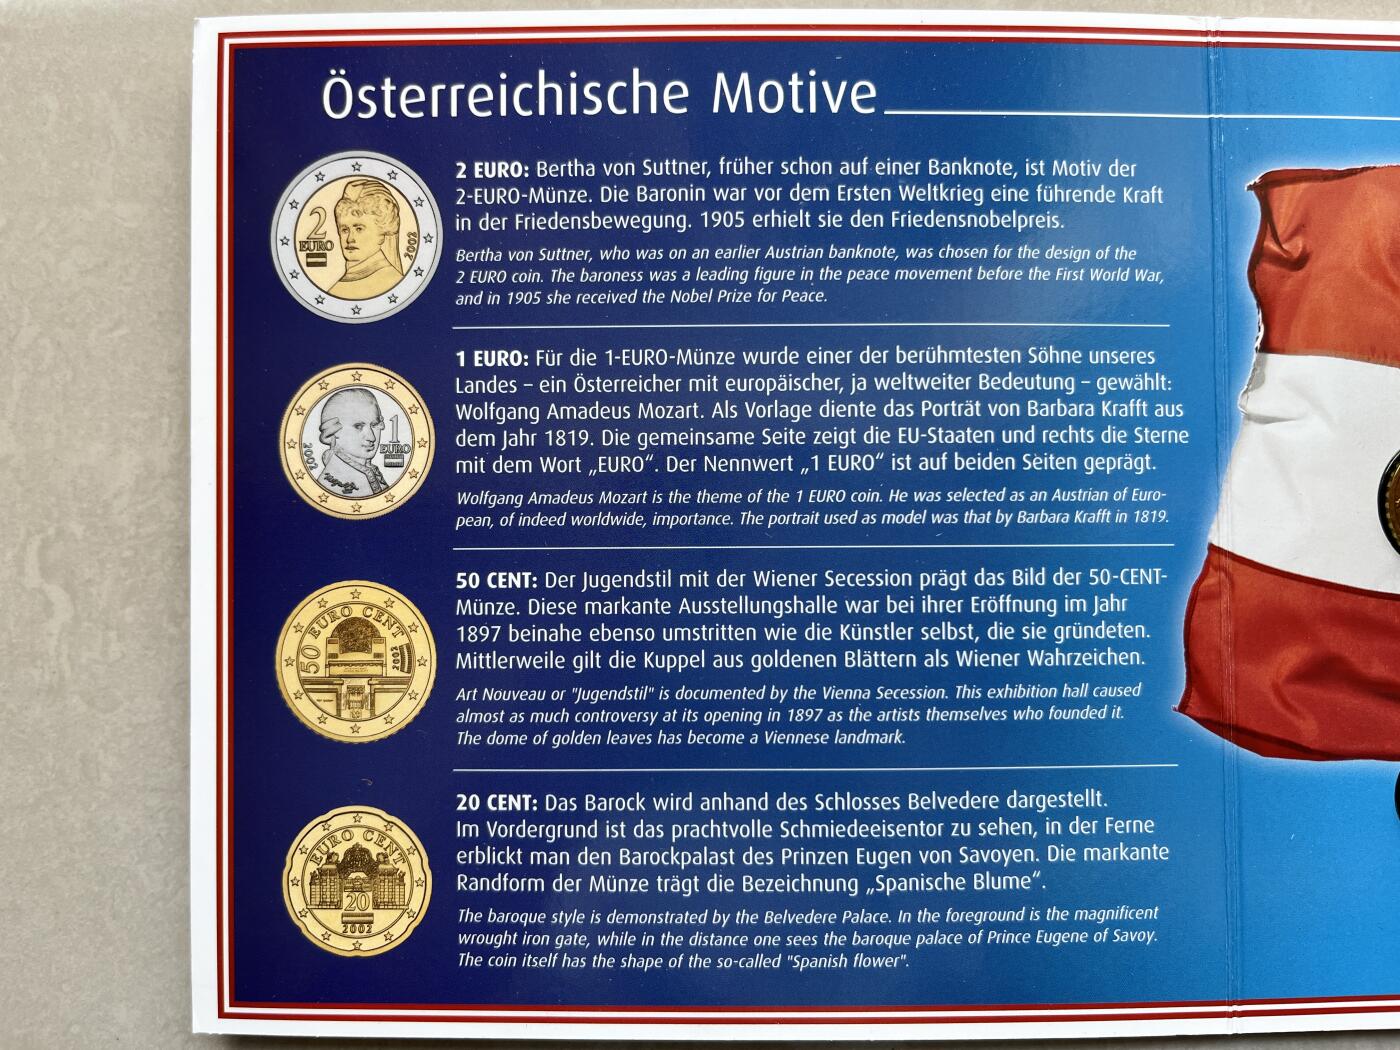 Österreichische Motive
2 EURO: Bertha von Suttner, früher schon auf einer Banknote, ist Motiv der
2-EURO-Münze. Die Baronin war vor dem Ersten Weltkrieg eine führende Kraft
in der Friedensbewegung. 1905 erhielt sie den Friedensnobelpreis.
Bertha von Suttner, who was on an earlier Austrian banknote, was chosen for the design of the
2 EURO coin. The baroness was a leading figure in the peace movement before the First World War,
and in 1905 she received the Nobel Prize for Peace.
2
EURO
2002
1 EURO: Für die 1-EURO-Münze wurde einer der berühmtesten Söhne unseres
Landes – ein Österreicher mit europäischer, ja weltweiter Bedeutung – gewählt:
Wolfgang Amadeus Mozart. Als Vorlage diente das Porträt von Barbara Krafft aus
dem Jahr 1819. Die gemeinsame Seite zeigt die EU-Staaten und rechts die Sterne
mit dem Wort „EURO“. Der Nennwert „1 EURO“ ist auf beiden Seiten geprägt.
Wolfgang Amadeus Mozart is the theme of the 1 EURO coin. He was selected as an Austrian of Euro-
pean, of indeed worldwide, importance. The portrait used as model was that by Barbara Krafft in 1819.
1
EURO
2002
50 CENT: Der Jugendstil mit der Wiener Secession prägt das Bild der 50-CENT-
Münze. Diese markante Ausstellungshalle war bei ihrer Eröffnung im Jahr
1897 beinahe ebenso umstritten wie die Künstler selbst, die sie gründeten.
Mittlerweile gilt die Kuppel aus goldenen Blättern als Wiener Wahrzeichen.
Art Nouveau or "Jugendstil" is documented by the Vienna Secession. This exhibition hall caused
almost as much controversy at its opening in 1897 as the artists themselves who founded it.
The dome of golden leaves has become a Viennese landmark.
50 EURO CENT
2002
20 CENT: Das Barock wird anhand des Schlosses Belvedere dargestellt.
Im Vordergrund ist das prachtvolle Schmiedeeisentor zu sehen, in der Ferne
erblickt man den Barockpalast des Prinzen Eugen von Savoyen. Die markante
Randform der Münze trägt die Bezeichnung „Spanische Blume“.
The baroque style is demonstrated by the Belvedere Palace. In the foreground is the magnificent
wrought iron gate, while in the distance one sees the baroque palace of Prince Eugene of Savoy.
The coin itself has the shape of the so-called "Spanish flower".
EURO CENT
20
2002